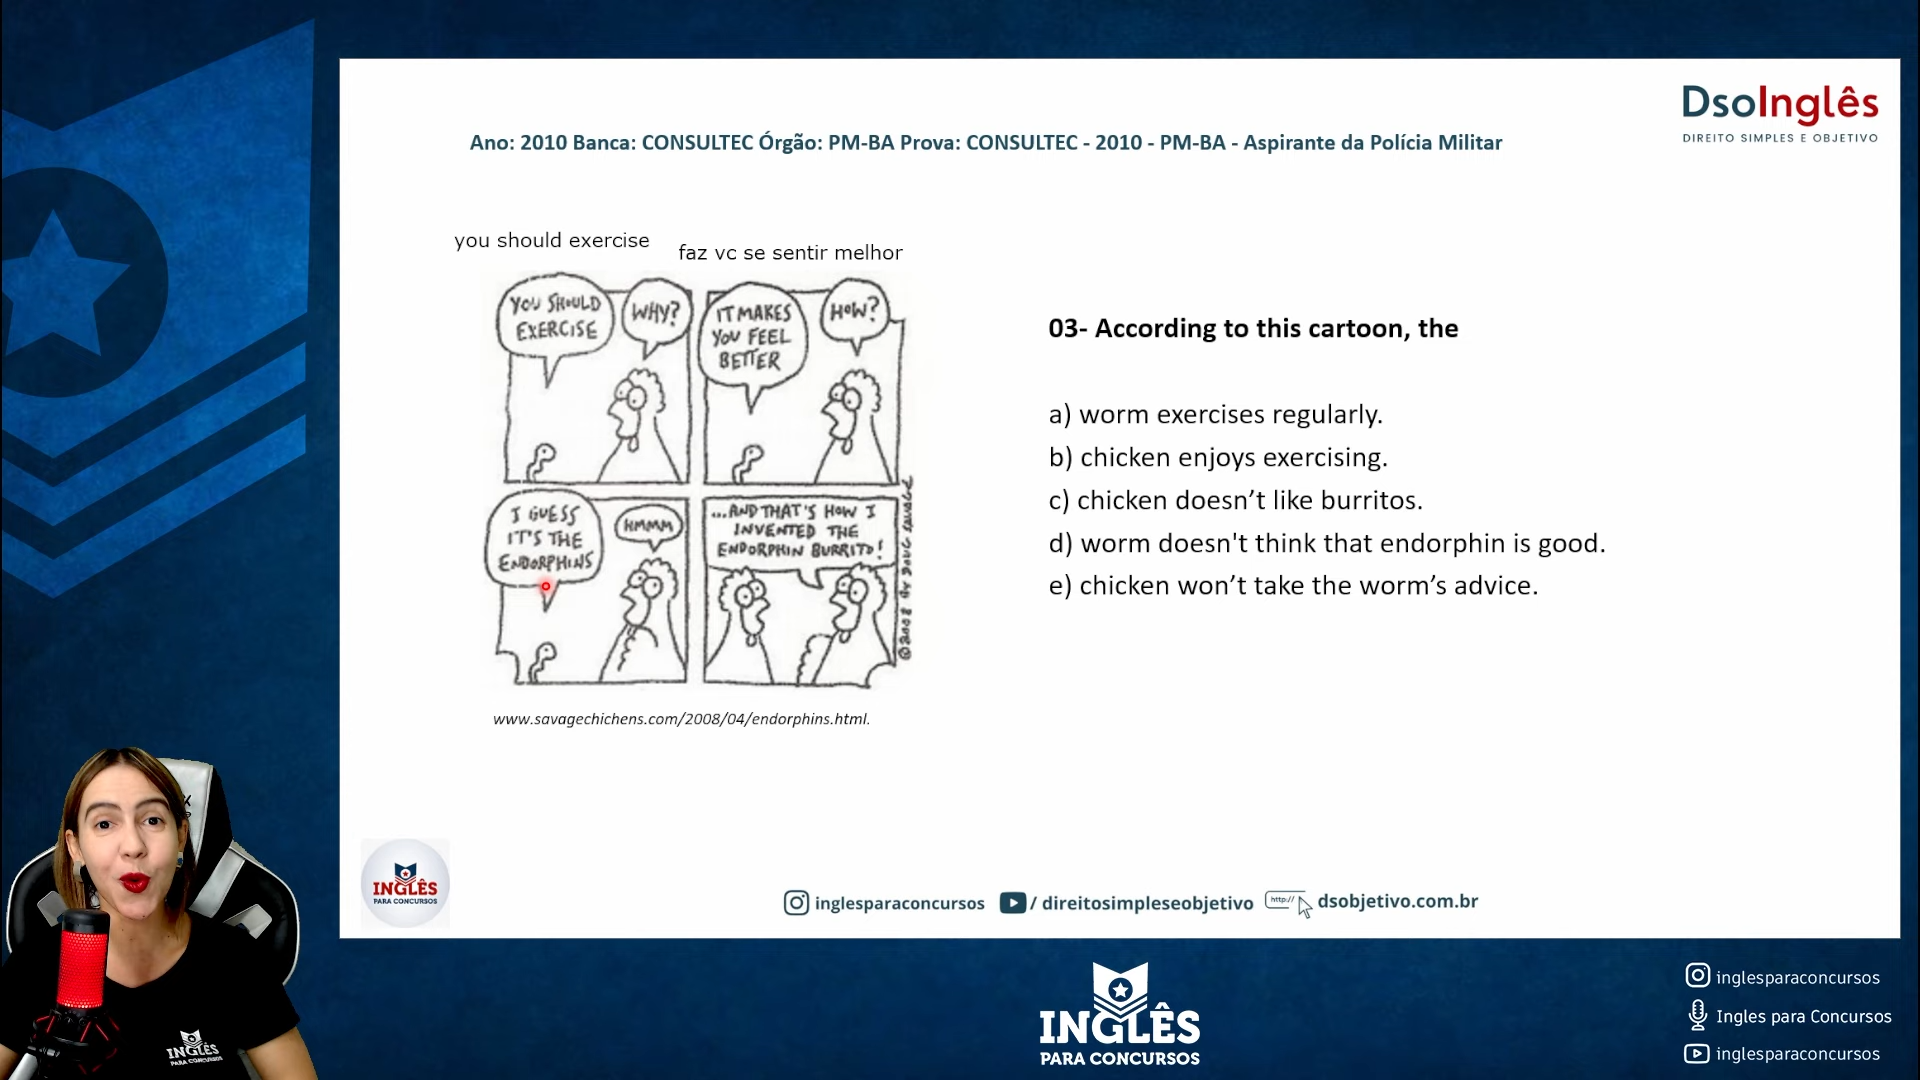 DsoInglês
DIREITO SIMPLES E OBJETIVO
Ano: 2010 Banca: CONSULTEC Órgão: PM-BA Prova: CONSULTEC - 2010 - PM-BA - Aspirante da Polícia Militar
you should exercise
faz vc se sentir melhor
YOU SHOULD
EXERCISE
WHY?
IT MAKES
YOU FEEL
BETTER
HOW?
I GUESS
IT'S THE
ENDORPHINS
HMMM
...AND THAT'S HOW I
INVENTED THE
ENDORPHIN BURRITO!
©2008 BY DOUG SAVAGE
www.savagechichens.com/2008/04/endorphins.html.
03- According to this cartoon, the
a) worm exercises regularly.
b) chicken enjoys exercising.
c) chicken doesn’t like burritos.
d) worm doesn't think that endorphin is good.
e) chicken won’t take the worm’s advice.
INGLÊS
PARA CONCURSOS
inglesparaconcursos
/ direitosimpleseobjetivo
http://
dsobjetivo.com.br
INGLÊS
PARA CONCURSOS
INGLÊS
PARA CONCURSOS
inglesparaconcursos
Ingles para Concursos
inglesparaconcursos